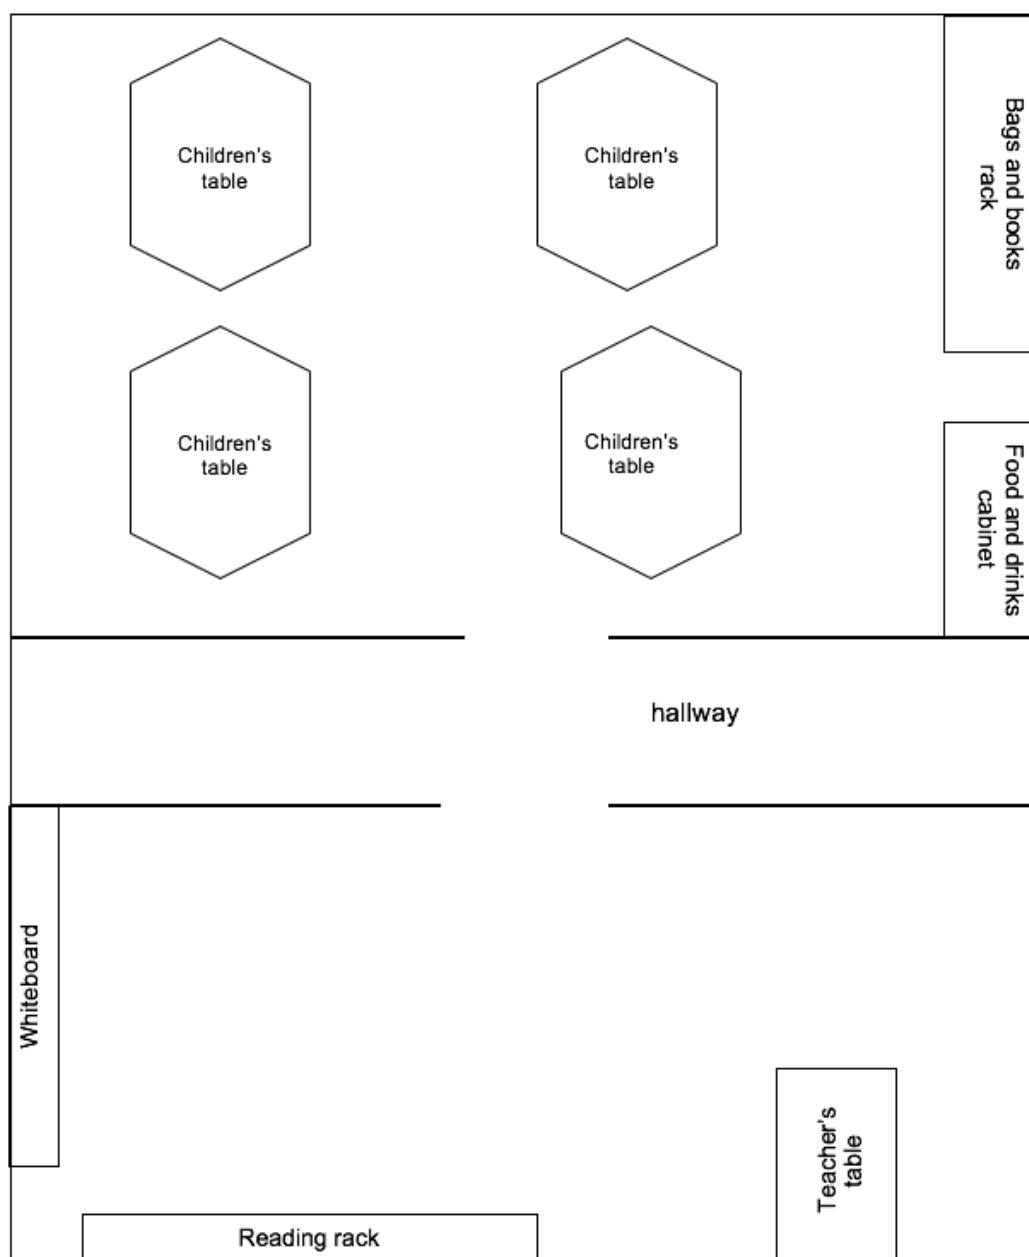 Children's
table
Children's
table
Bags and books
rack
Children's
table
Children's
table
Food and drinks
cabinet
hallway
Whiteboard
Teacher's
table
Reading rack